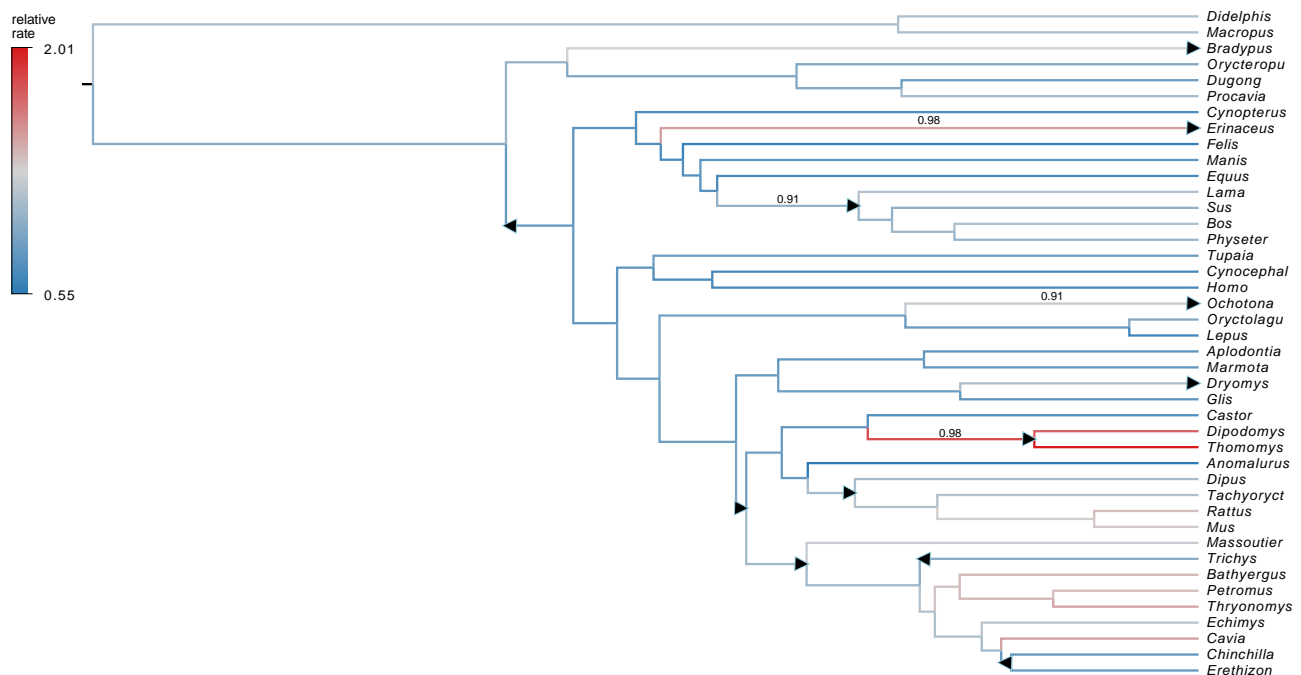 relative
rate
2.01
0.55
Didelphis
Macropus
Bradypus
Orycteropu
Dugong
Procavia
Cynopterus
0.98
Erinaceus
Felis
Manis
Equus
Lama
0.91
Sus
Bos
Physeter
Tupaia
Cynocephal
Homo
0.91
Ochotona
Oryctolagu
Lepus
Aplodontia
Marmota
Dryomys
Glis
Castor
Dipodomys
0.98
Thomomys
Anomalurus
Dipus
Tachyoryct
Rattus
Mus
Massoutier
Trichys
Bathyergus
Petromus
Thryonomys
Echimys
Cavia
Chinchilla
Erethizon